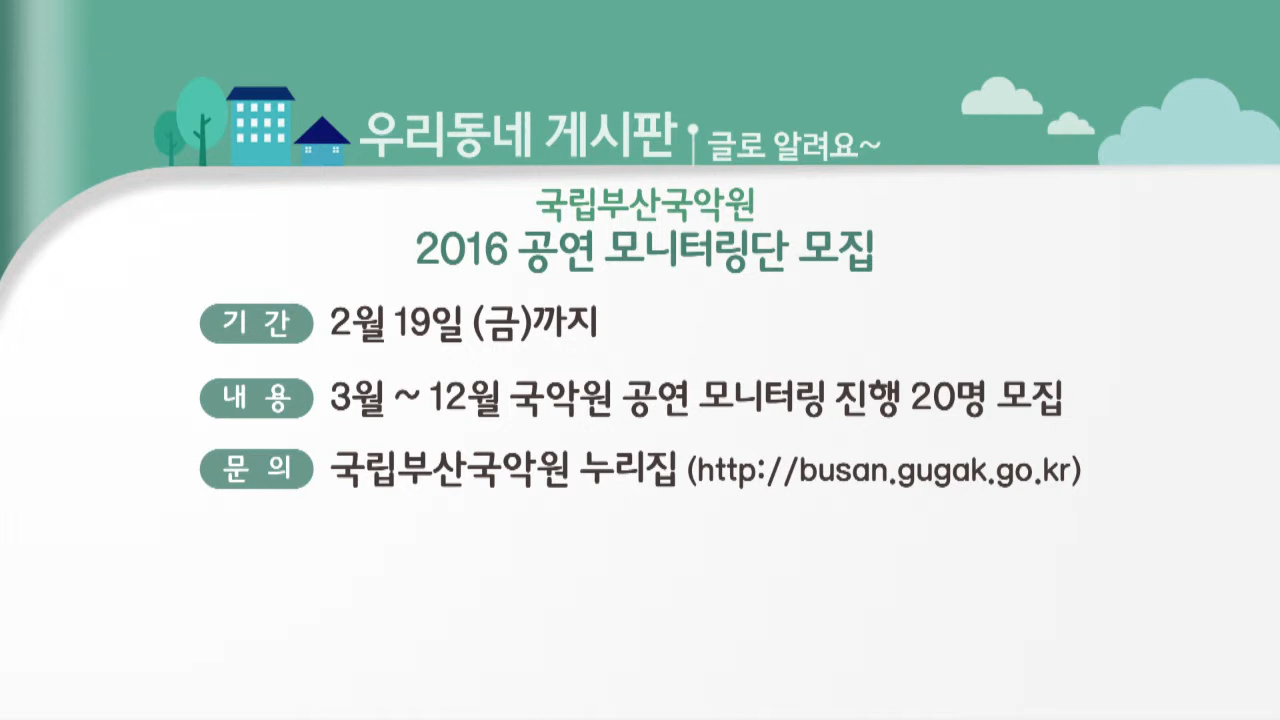 우리동네 게시판 글로 알려요~
국립부산국악원
2016 공연 모니터링단 모집
기 간 2월 19일 (금)까지
내 용 3월 ~ 12월 국악원 공연 모니터링 진행 20명 모집
문 의 국립부산국악원 누리집 (http://busan.gugak.go.kr)